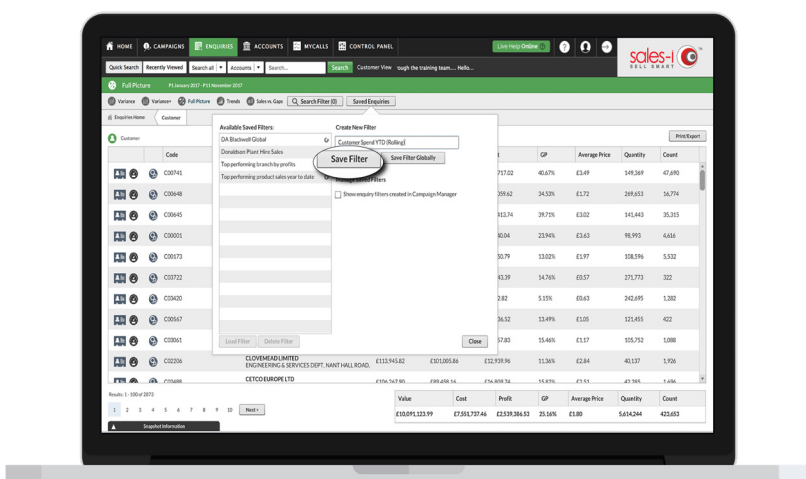 HOME CAMPAIGNS ENQUIRIES ACCOUNTS MYCALLS CONTROL PANEL Live Help Online
sales-i
SELL SMART
Quick Search Recently Viewed Search all Accounts Search... Search Customer View rough the training team.... Hello...
Full Picture P1 January 2017 - P11 November 2017
Variance Variance+ Full Picture Trends Sales vs. Gaps Search Filter (0) Saved Enquiries
Enquiries Home Customer
Customer
Print/Export
Available Saved Filters: Create New Filter
DA Blackwell Global
Customer Spend YTD (Rolling)
Donaldson Plant Hire Sales
Save Filter Save Filter Globally
Top performing branch by profits
Top performing product sales year to date
Show enquiry filters created in Campaign Manager
Load Filter Delete Filter Close
Code GP Average Price Quantity Count
C00741 717.02 40.67% £3.49 149,369 47,690
C00648 059.62 34.53% £1.72 269,653 16,774
C00645 413.74 39.71% £3.02 141,443 35,315
C00001 40.04 23.94% £3.63 98,993 4,616
C00173 50.79 13.02% £1.97 108,596 5,532
C03722 43.39 14.76% £0.57 271,773 322
C03420 2.82 5.15% £0.63 242,695 1,282
C00567 36.52 13.49% £1.05 121,455 422
C03061 57.83 15.46% £1.17 105,752 1,088
C02206 CLOVEMEAD LIMITED £113,945.82 £101,005.86 £12,939.96 11.36% £2.84 40,137 1,926
ENGINEERING & SERVICES DEPT, NANT HALL ROAD,
CETCO EUROPE LTD
Results: 1 - 100 of 2873
Value Cost Profit GP Average Price Quantity Count
1 2 3 4 5 6 7 8 9 10 Next>
£10,091,123.99 £7,551,737.46 £2,539,386.53 25.16% £1.80 5,614,244 423,653
Snapshot Information